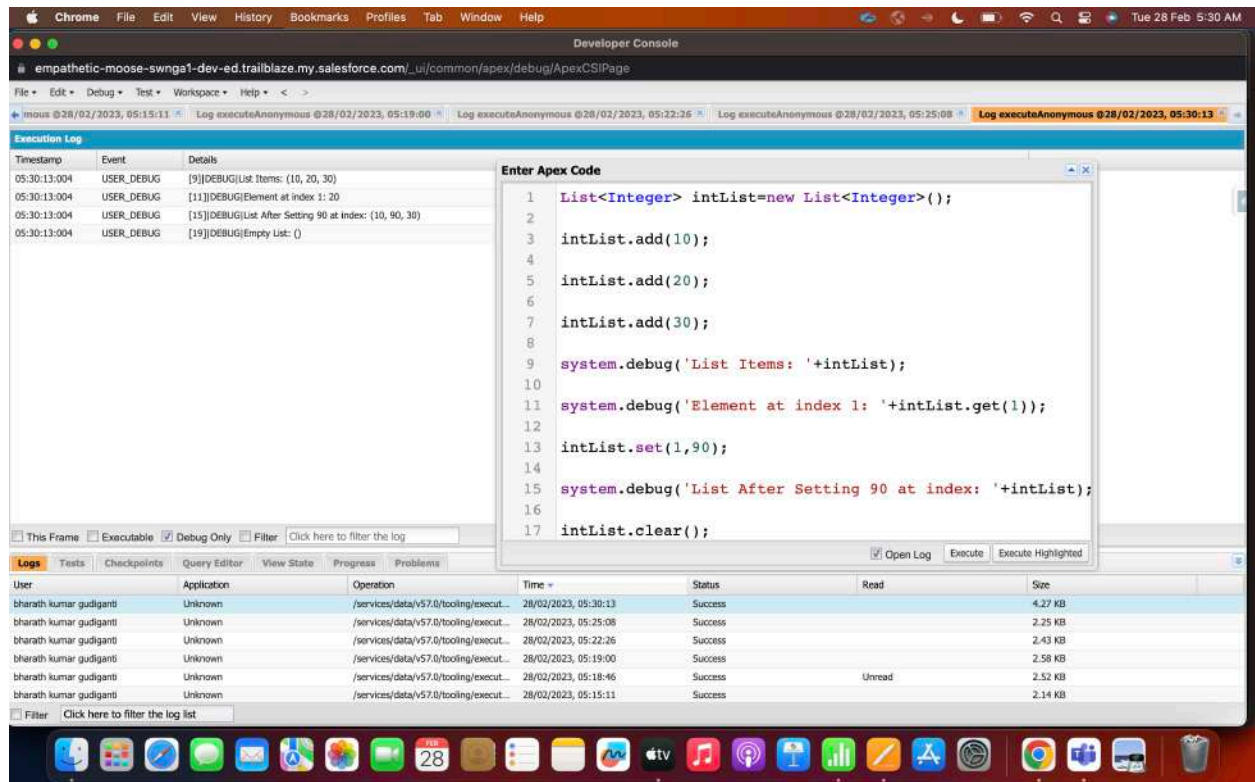 Chrome File Edit View History Bookmarks Profiles Tab Window Help Tue 28 Feb 5:30 AM
Developer Console
empathetic-moose-swnga1-dev-ed.trailblaze.my.salesforce.com/_ui/common/apex/debug/ApexCSIPage
File Edit Debug Test Workspace Help < >
mous @28/02/2023, 05:15:11 Log executeAnonymous @28/02/2023, 05:19:00 Log executeAnonymous @28/02/2023, 05:22:26 Log executeAnonymous @28/02/2023, 05:25:08 Log executeAnonymous @28/02/2023, 05:30:13
Execution Log
Timestamp Event Details
05:30:13:004 USER_DEBUG [9]|DEBUG|List Items: (10, 20, 30)
05:30:13:004 USER_DEBUG [11]|DEBUG|Element at index 1: 20
05:30:13:004 USER_DEBUG [15]|DEBUG|List After Setting 90 at index: (10, 90, 30)
05:30:13:004 USER_DEBUG [19]|DEBUG|Empty List: ()
Enter Apex Code
1 List<Integer> intList=new List<Integer>();
2
3 intList.add(10);
4
5 intList.add(20);
6
7 intList.add(30);
8
9 system.debug('List Items: '+intList);
10
11 system.debug('Element at index 1: '+intList.get(1));
12
13 intList.set(1,90);
14
15 system.debug('List After Setting 90 at index: '+intList);
16
17 intList.clear();
Open Log Execute Execute Highlighted
This Frame Executable Debug Only Filter Click here to filter the log
Logs Tests Checkpoints Query Editor View State Progress Problems
User Application Operation Time Status Read Size
bharath kumar gudiganti Unknown /services/data/v57.0/tooling/execut... 28/02/2023, 05:30:13 Success 4.27 KB
bharath kumar gudiganti Unknown /services/data/v57.0/tooling/execut... 28/02/2023, 05:25:08 Success 2.25 KB
bharath kumar gudiganti Unknown /services/data/v57.0/tooling/execut... 28/02/2023, 05:22:26 Success 2.43 KB
bharath kumar gudiganti Unknown /services/data/v57.0/tooling/execut... 28/02/2023, 05:19:00 Success 2.58 KB
bharath kumar gudiganti Unknown /services/data/v57.0/tooling/execut... 28/02/2023, 05:18:46 Success Unread 2.52 KB
bharath kumar gudiganti Unknown /services/data/v57.0/tooling/execut... 28/02/2023, 05:15:11 Success 2.14 KB
Filter Click here to filter the log list
FEB
28
tv